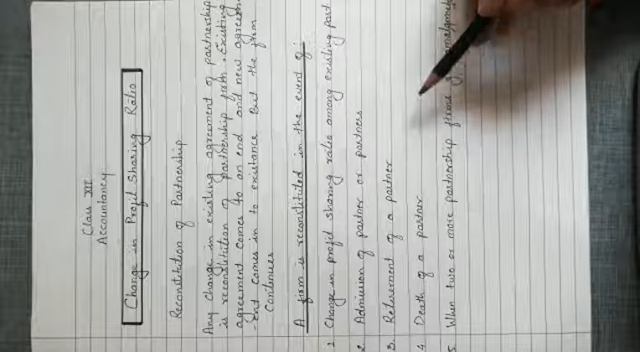 Class XII
Accountancy
Change in Profit Sharing Ratio
Reconstitution of Partnership
Any change in existing agreement of partnership
is reconstitution of partnership firm. Existing
agreement comes to an end and new agreem
-End comes in to existance But the firm
continues
A firm is reconstituted in the event of :
1 Change in profit sharing ratio among existing part
2. Admission of partner or partners
3. Retirement of a partner
4. Death of a partner
5. When two or more partnership firms